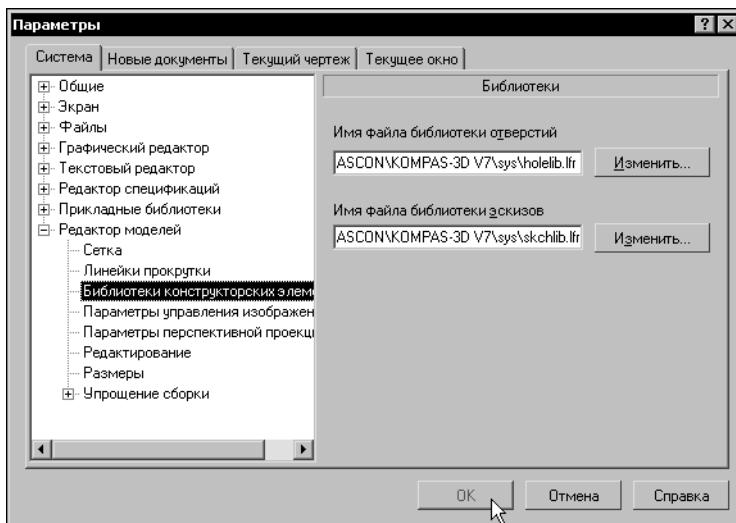 Параметры
Система Новые документы Текущий чертеж Текущее окно
Общие
Экран
Файлы
Графический редактор
Текстовый редактор
Редактор спецификаций
Прикладные библиотеки
Редактор моделей
Сетка
Линейки прокрутки
Библиотеки конструкторских элем
Параметры управления изображен
Параметры перспективной проекц
Редактирование
Размеры
Упрощение сборки
Библиотеки
Имя файла библиотеки отверстий
ASCON\KOMPAS-3D V7\sys\holelib.lfr Изменить...
Имя файла библиотеки эскизов
ASCON\KOMPAS-3D V7\sys\skchlib.lfr Изменить...
OK Отмена Справка